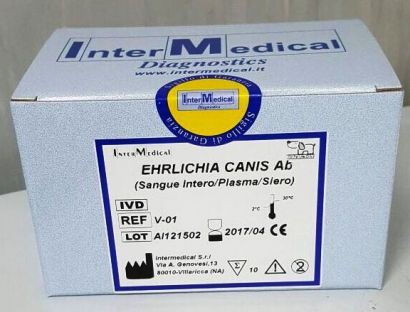 InterMedical
Diagnostics
www.intermedical.it
InterMedical
Diagnostics
Sigillo di Garanzia
INTERMEDICAL
EHRLICHIA CANIS Ab
(Sangue Intero/Plasma/Siero)
IVD
REF V-01
2°C 30°C
LOT AI121502 2017/04 CE
Intermedical S.r.l
Via A. Genovesi,13
80010-Villaricca (NA)
10